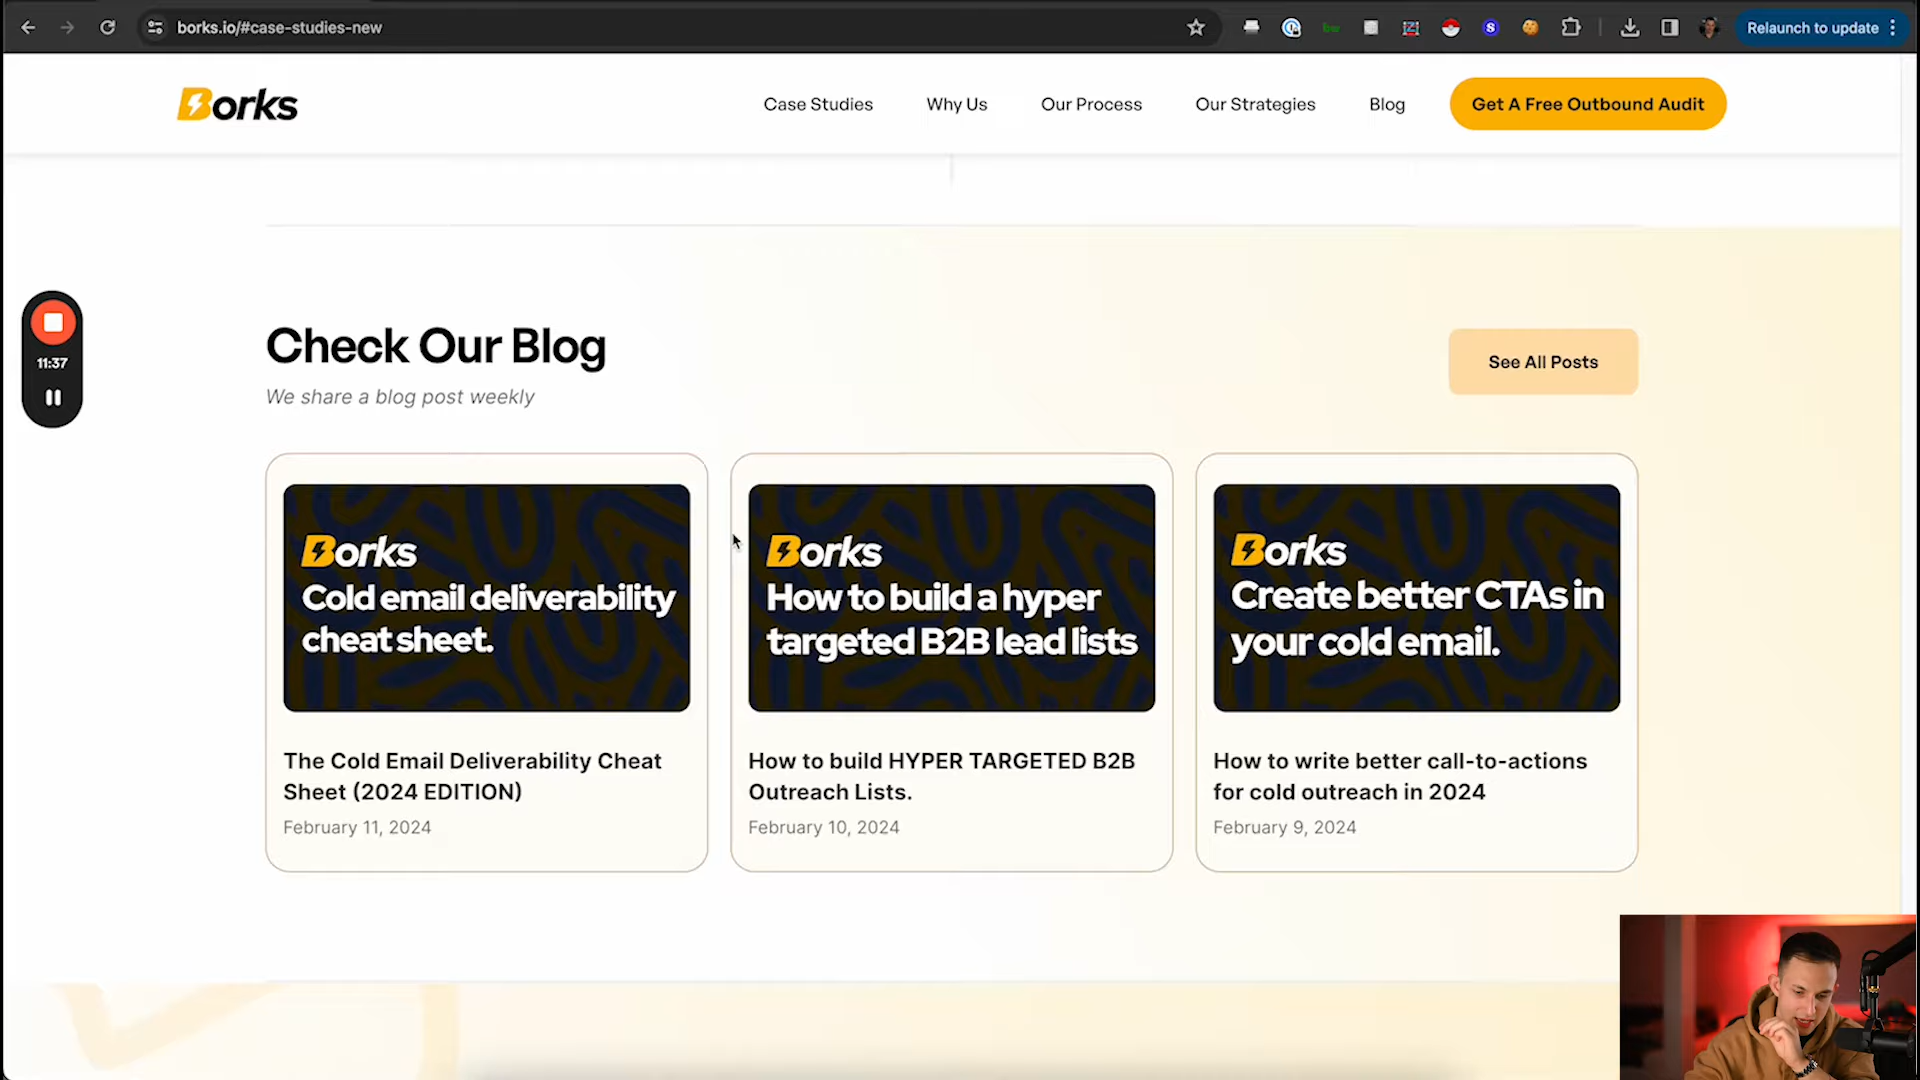 borks.io/#case-studies-new
Relaunch to update
Borks
Case Studies
Why Us
Our Process
Our Strategies
Blog
Get A Free Outbound Audit
11:37
Check Our Blog
We share a blog post weekly
See All Posts
Borks
Cold email deliverability
cheat sheet.
The Cold Email Deliverability Cheat
Sheet (2024 EDITION)
February 11, 2024
Borks
How to build a hyper
targeted B2B lead lists
How to build HYPER TARGETED B2B
Outreach Lists.
February 10, 2024
Borks
Create better CTAs in
your cold email.
How to write better call-to-actions
for cold outreach in 2024
February 9, 2024